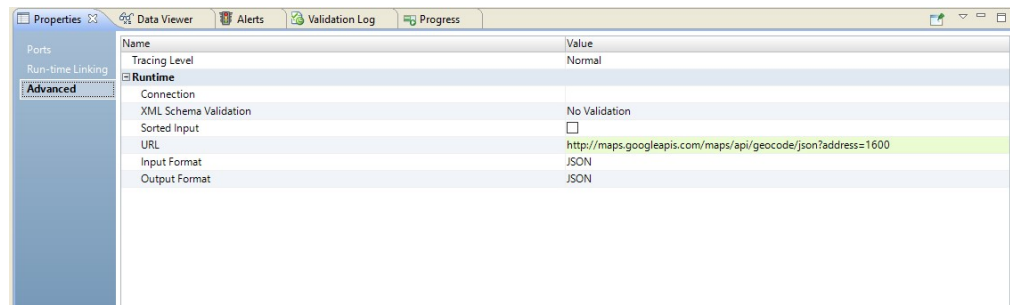 Properties Data Viewer Alerts Validation Log Progress
Ports
Run-time Linking
Advanced
Name Value
Tracing Level Normal
Runtime
Connection
XML Schema Validation No Validation
Sorted Input
URL http://maps.googleapis.com/maps/api/geocode/json?address=1600
Input Format JSON
Output Format JSON